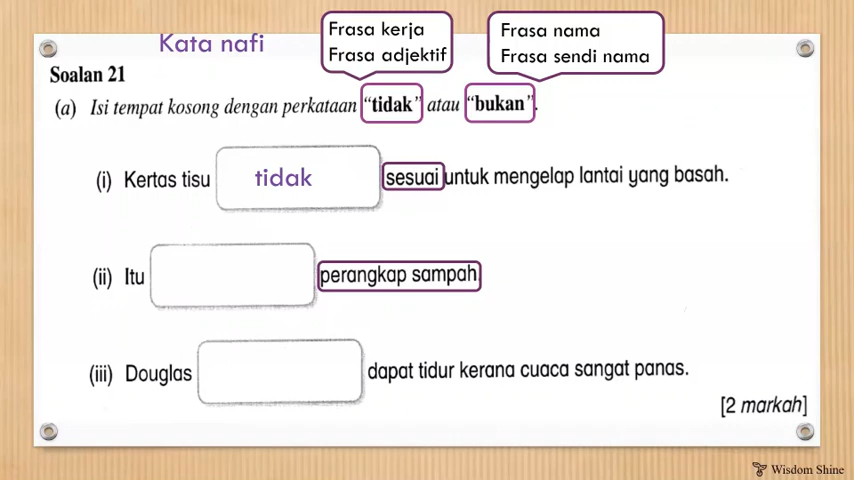 Kata nafi
Frasa kerja
Frasa adjektif
Frasa nama
Frasa sendi nama
Soalan 21
(a) Isi tempat kosong dengan perkataan "tidak" atau "bukan".
(i) Kertas tisu tidak sesuai untuk mengelap lantai yang basah.
(ii) Itu perangkap sampah.
(iii) Douglas dapat tidur kerana cuaca sangat panas.
[2 markah]
Wisdom Shine